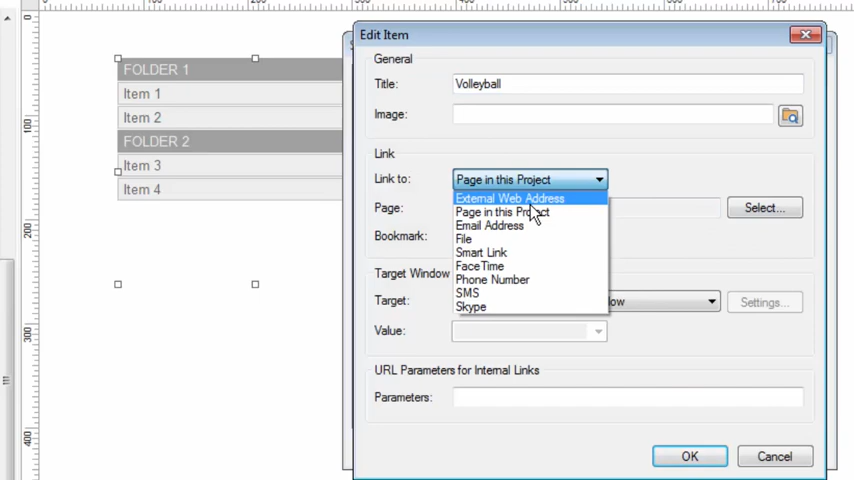 100
200
Edit Item
General
FOLDER 1
Title:
Volleyball
Item 1
Image:
Item 2
FOLDER 2
Link
Item 3
Link to:
Page in this Project
Item 4
External Web Address
Page:
Page in this Project
Select...
Email Address
Bookmark:
File
Smart Link
FaceTime
Target Window
Phone Number
Target:
SMS
Settings...
Skype
Value:
URL Parameters for Internal Links
Parameters:
OK
Cancel
0
100
200
300
400